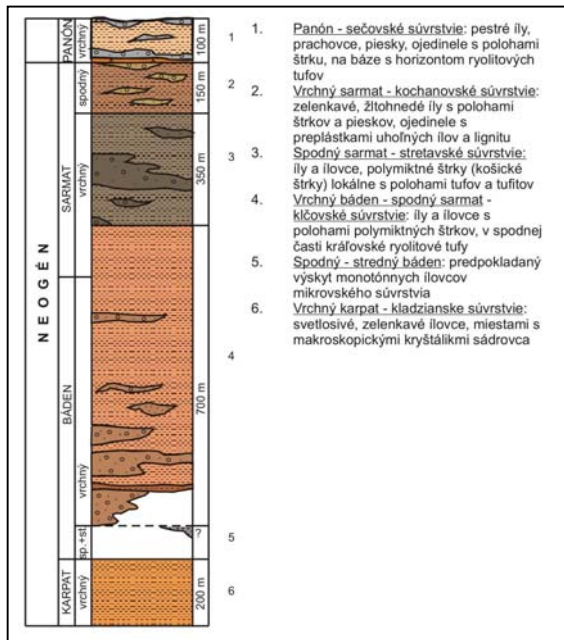 NEOGÉN
PANÓN
SARMAT
BÁDEN
KARPAT
vrchný
spodný
vrchný
vrchný
sp.+st.
vrchný
100 m
150 m
350 m
700 m
?
200 m
1
2
3
4
5
6
1. Panón - sečovské súvrstvie: pestré íly,
prachovce, piesky, ojedinele s polohami
štrku, na báze s horizontom ryolitových
tufov
2. Vrchný sarmat - kochanovské súvrstvie:
zelenkavé, žltohnedé íly s polohami
štrkov a pieskov, ojedinele s
preplástkami uhoľných ílov a lignitu
3. Spodný sarmat - stretavské súvrstvie:
íly a ílovce, polymiktné štrky (košické
štrky) lokálne s polohami tufov a tufitov
4. Vrchný báden - spodný sarmat -
klčovské súvrstvie: íly a ílovce s
polohami polymiktných štrkov, v spodnej
časti kráľovské ryolitové tufy
5. Spodný - stredný báden: predpokladaný
výskyt monotónnych ílovcov
mikrovského súvrstvia
6. Vrchný karpat - kladzianske súvrstvie:
svetlosivé, zelenkavé ílovce, miestami s
makroskopickými kryštálikmi sádrovca